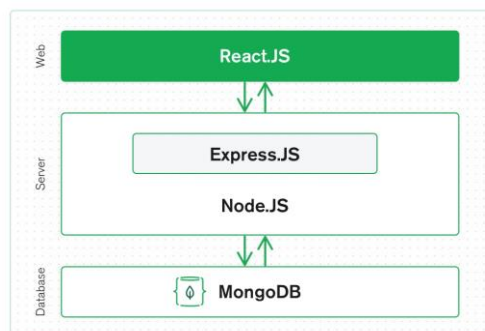 Web
React.JS
Server
Express.JS
Node.JS
Database
MongoDB